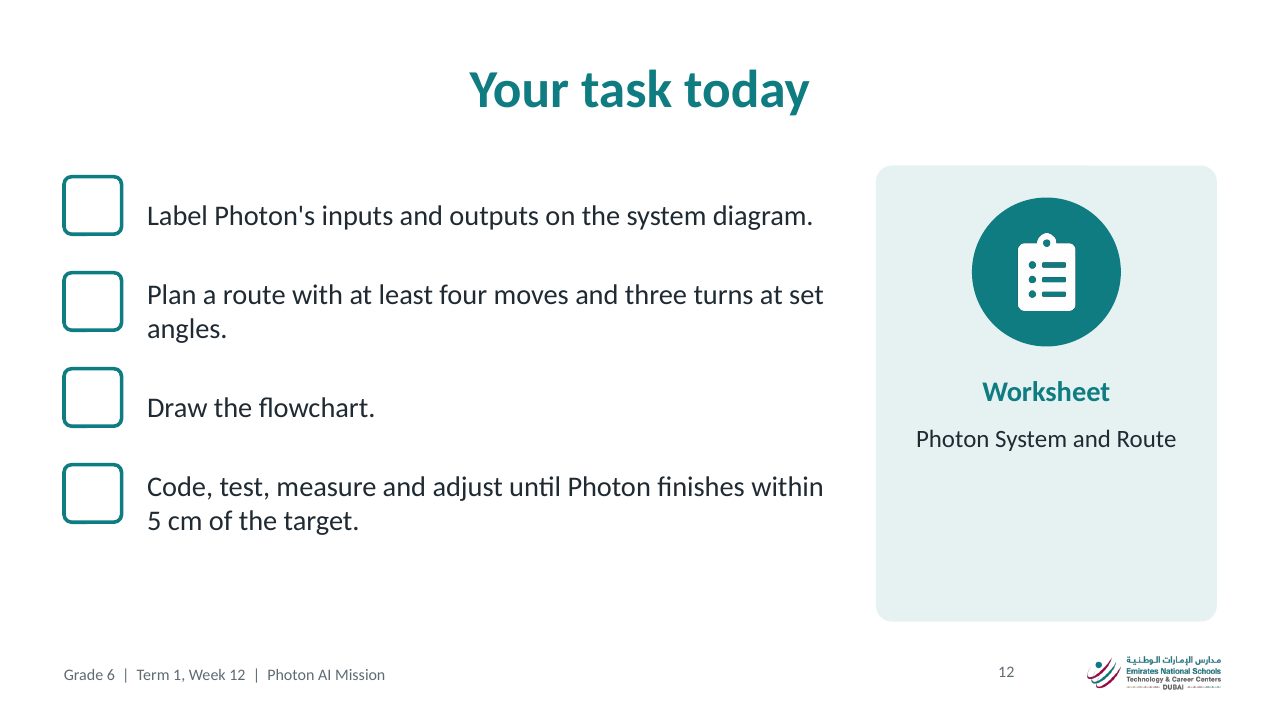 Your task today
Label Photon's inputs and outputs on the system diagram.
Plan a route with at least four moves and three turns at set
angles.
Draw the flowchart.
Code, test, measure and adjust until Photon finishes within
5 cm of the target.
Worksheet
Photon System and Route
Grade 6 | Term 1, Week 12 | Photon AI Mission
12
مدارس الإمارات الوطنية
Emirates National Schools
Technology & Career Centers
DUBAI